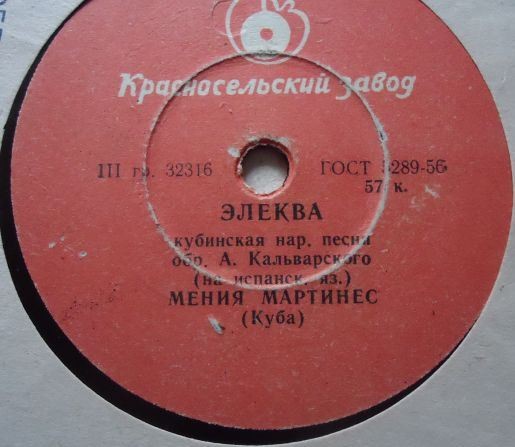 Красносельский завод
1П гр. 32316 ГОСТ 5289-56
57 к.
ЭЛЕКВА
кубинская нар. песня
обр. А. Кальварского
(на испанск. яз.)
МЕНИЯ МАРТИНЕС
(Куба)